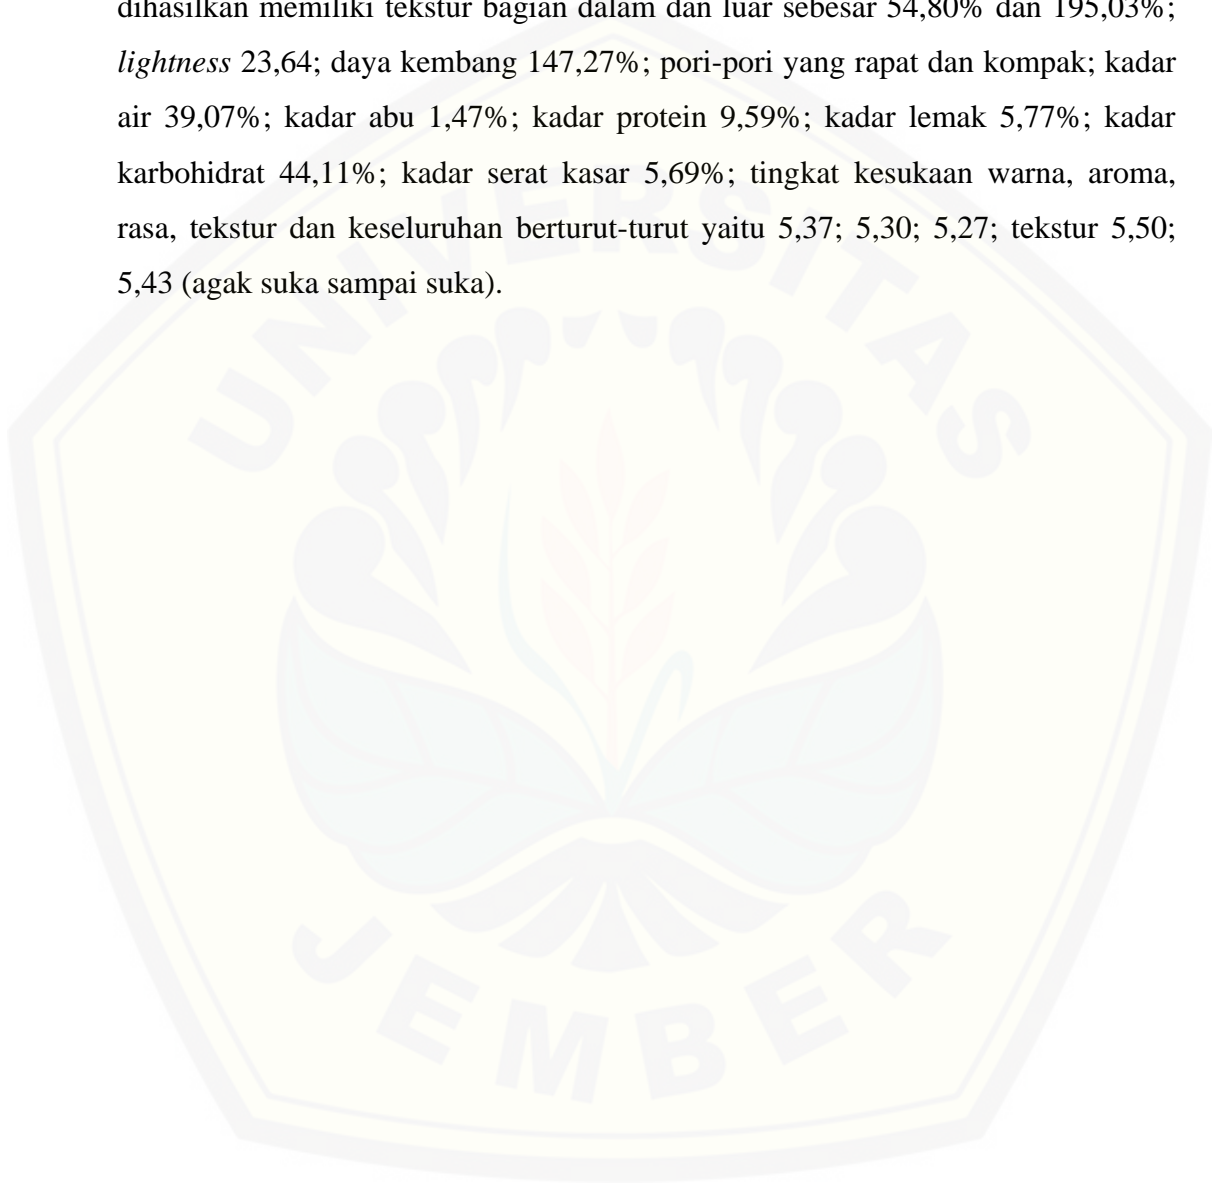 dihasilkan memiliki tekstur bagian dalam dan luar sebesar 54,80% dan 195,03%;
lightness 23,64; daya kembang 147,27%; pori-pori yang rapat dan kompak; kadar
air 39,07%; kadar abu 1,47%; kadar protein 9,59%; kadar lemak 5,77%; kadar
karbohidrat 44,11%; kadar serat kasar 5,69%; tingkat kesukaan warna, aroma,
rasa, tekstur dan keseluruhan berturut-turut yaitu 5,37; 5,30; 5,27; tekstur 5,50;
5,43 (agak suka sampai suka).
UNIVERSITAS
JEMBER